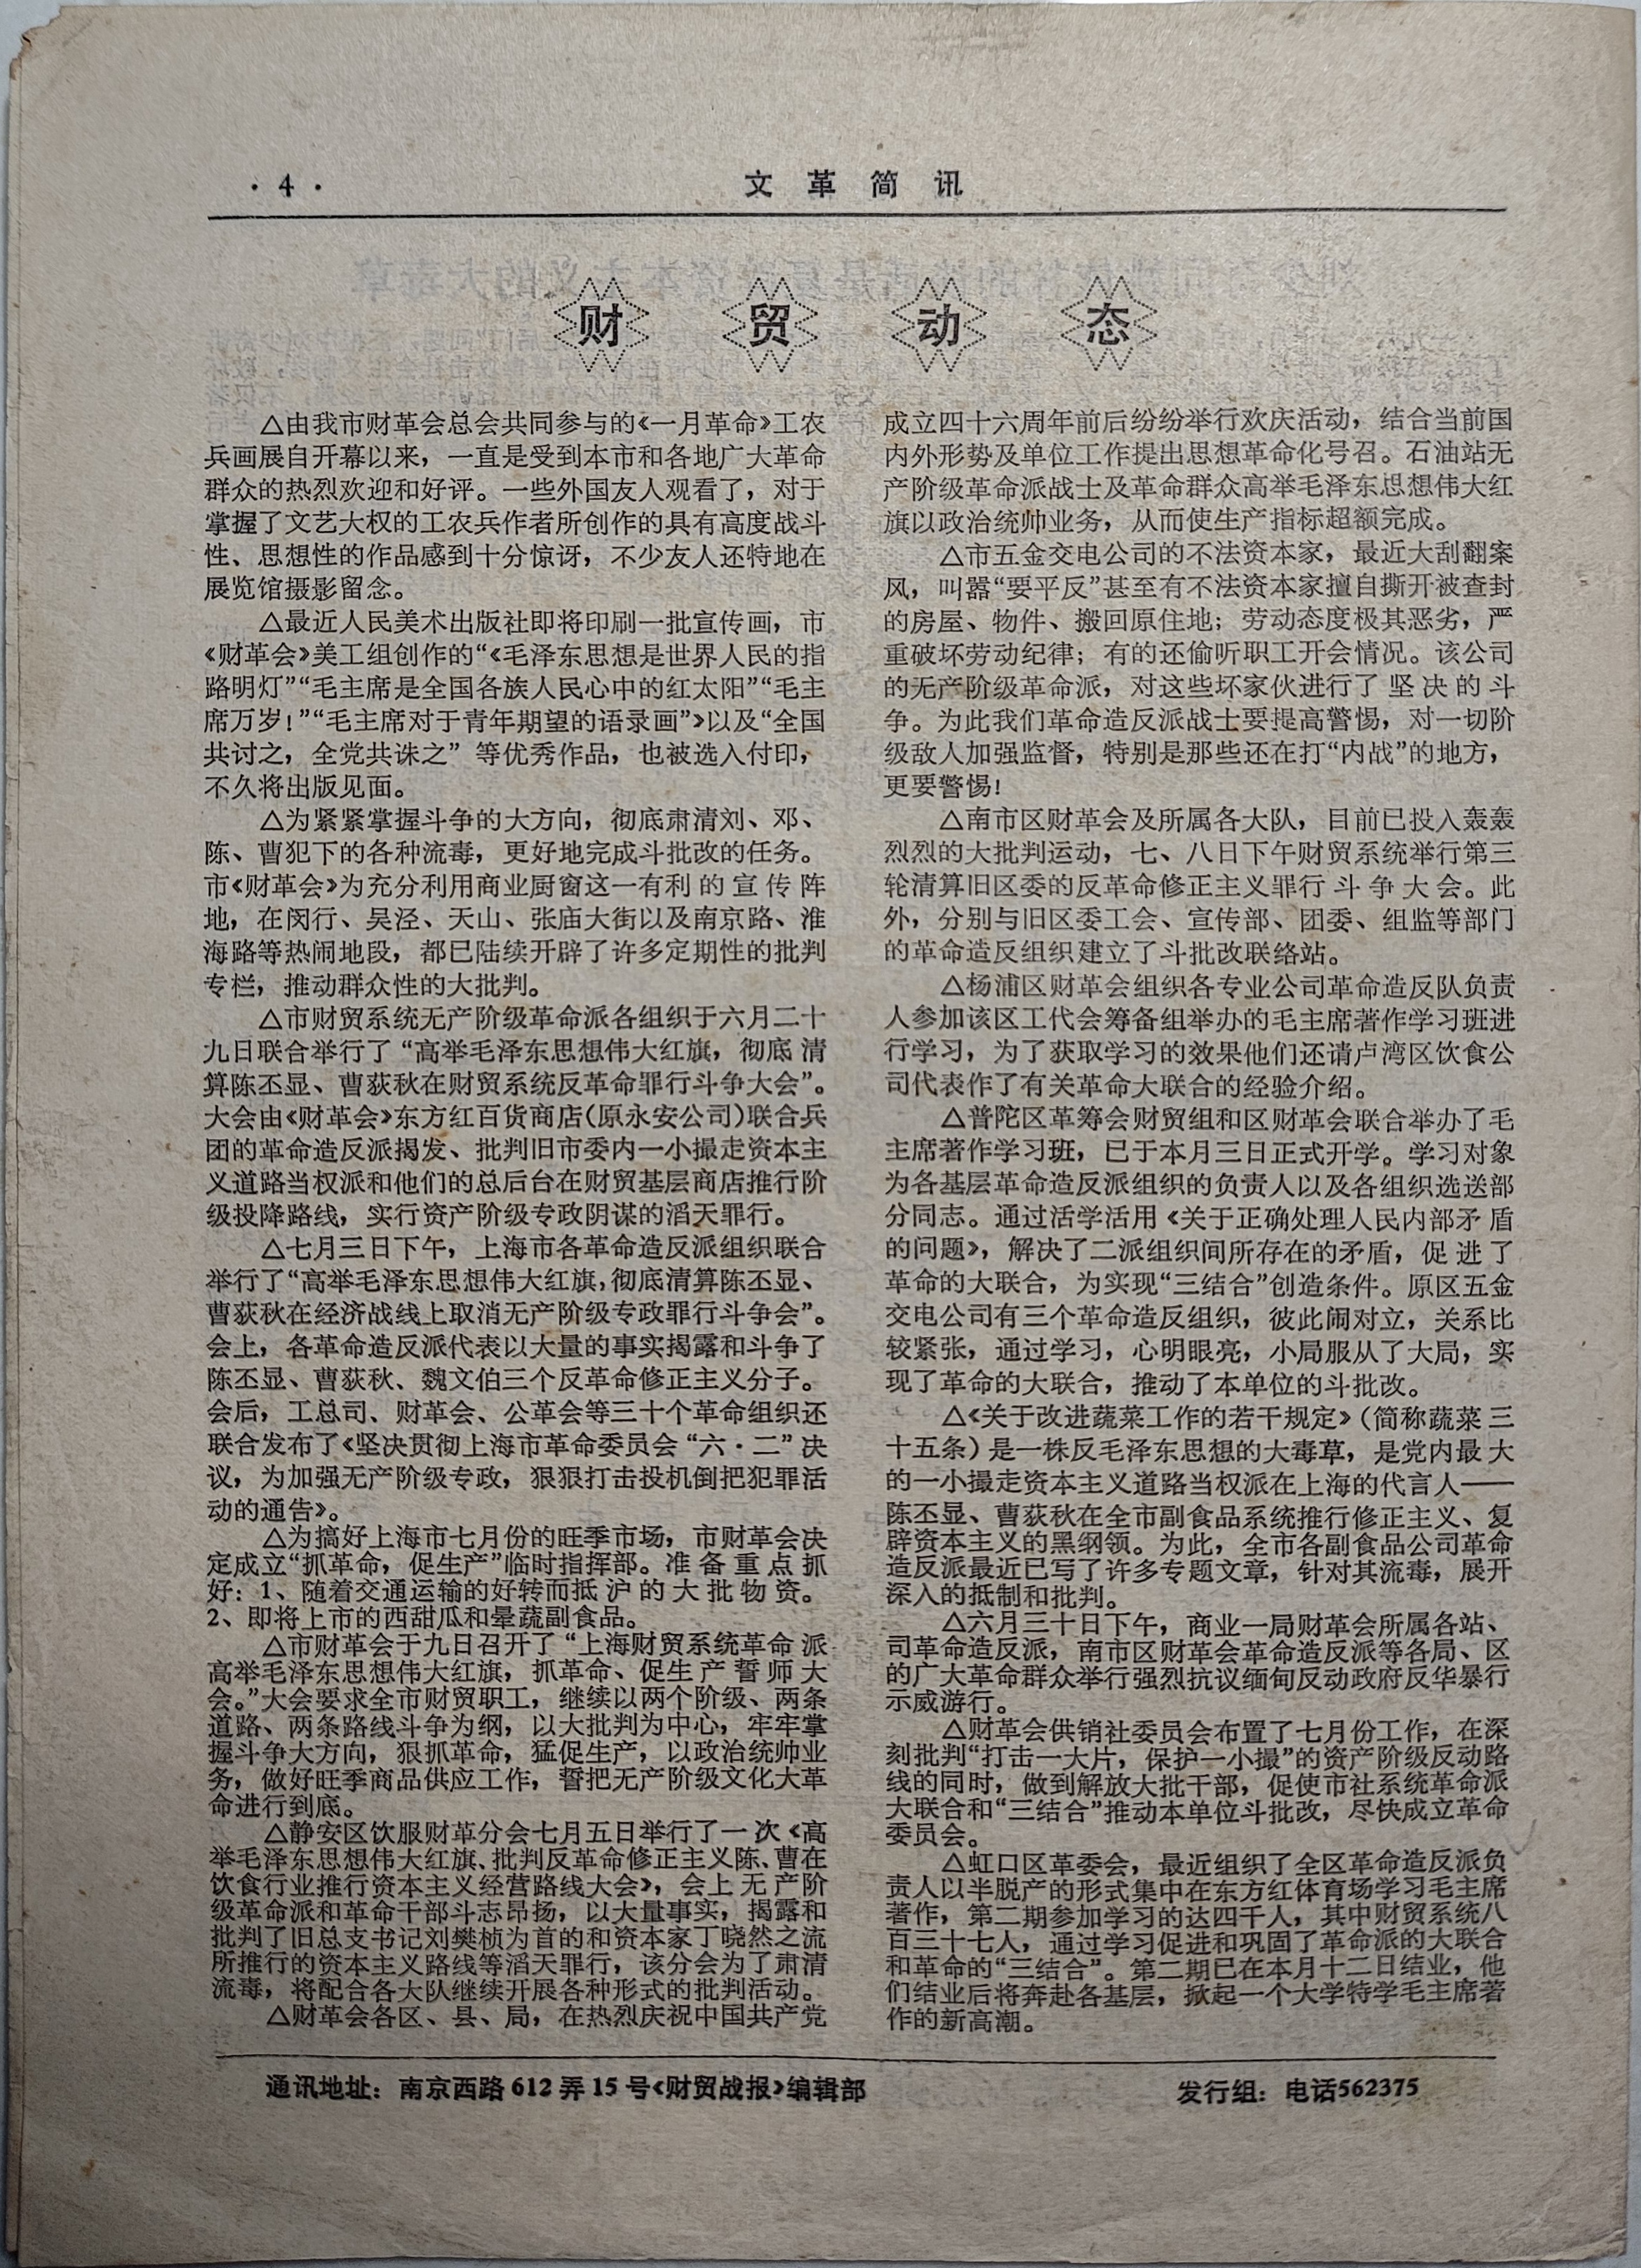 ·4·
文革简讯
财贸动态
△由我市财革会总会共同参与的《一月革命》工农
兵画展自开幕以来，一直是受到本市和各地广大革命
群众的热烈欢迎和好评。一些外国友人观看了，对于
掌握了文艺大权的工农兵作者所创作的具有高度战斗
性、思想性的作品感到十分惊讶，不少友人还特地在
展览馆摄影留念。
△最近人民美术出版社即将印刷一批宣传画，市
《财革会》美工组创作的“《毛泽东思想是世界人民的指
路明灯”“毛主席是全国各族人民心中的红太阳”“毛主
席万岁！”“毛主席对于青年期望的语录画”》以及“全国
共讨之，全党共诛之”等优秀作品，也被选入付印，
不久将出版见面。
△为紧紧掌握斗争的大方向，彻底肃清刘、邓、
陈、曹犯下的各种流毒，更好地完成斗批改的任务。
市《财革会》为充分利用商业厨窗这一有利的宣传阵
地，在闵行、吴泾、天山、张庙大街以及南京路、淮
海路等热闹地段，都已陆续开辟了许多定期性的批判
专栏，推动群众性的大批判。
△市财贸系统无产阶级革命派各组织于六月二十
九日联合举行了“高举毛泽东思想伟大红旗，彻底清
算陈丕显、曹荻秋在财贸系统反革命罪行斗争大会”。
大会由《财革会》东方红百货商店(原永安公司)联合兵
团的革命造反派揭发、批判旧市委内一小撮走资本主
义道路当权派和他们的总后台在财贸基层商店推行阶
级投降路线，实行资产阶级专政阴谋的滔天罪行。
△七月三日下午，上海市各革命造反派组织联合
举行了“高举毛泽东思想伟大红旗，彻底清算陈丕显、
曹荻秋在经济战线上取消无产阶级专政罪行斗争会”。
会上，各革命造反派代表以大量的事实揭露和斗争了
陈丕显、曹荻秋、魏文伯三个反革命修正主义分子。
会后，工总司、财革会、公革会等三十个革命组织还
联合发布了《坚决贯彻上海市革命委员会“六·二”决
议，为加强无产阶级专政，狠狠打击投机倒把犯罪活
动的通告》。
△为搞好上海市七月份的旺季市场，市财革会决
定成立“抓革命，促生产”临时指挥部。准备重点抓
好：1、随着交通运输的好转而抵沪的大批物资。
2、即将上市的西甜瓜和晕蔬副食品。
△市财革会于九日召开了“上海财贸系统革命派
高举毛泽东思想伟大红旗，抓革命、促生产誓师大
会。”大会要求全市财贸职工，继续以两个阶级、两条
道路、两条路线斗争为纲，以大批判为中心，牢牢掌
握斗争大方向，狠抓革命，猛促生产，以政治统帅业
务，做好旺季商品供应工作，誓把无产阶级文化大革
命进行到底。
△静安区饮服财革分会七月五日举行了一次《高
举毛泽东思想伟大红旗、批判反革命修正主义陈、曹在
饮食行业推行资本主义经营路线大会》，会上无产阶
级革命派和革命干部斗志昂扬，以大量事实，揭露和
批判了旧总支书记刘樊桢为首的和资本家丁晓然之流
所推行的资本主义路线等滔天罪行，该分会为了肃清
流毒，将配合各大队继续开展各种形式的批判活动。
△财革会各区、县、局，在热烈庆祝中国共产党
成立四十六周年前后纷纷举行欢庆活动，结合当前国
内外形势及单位工作提出思想革命化号召。石油站无
产阶级革命派战士及革命群众高举毛泽东思想伟大红
旗以政治统帅业务，从而使生产指标超额完成。
△市五金交电公司的不法资本家，最近大刮翻案
风，叫嚣“要平反”甚至有不法资本家擅自撕开被查封
的房屋、物件、搬回原住地；劳动态度极其恶劣，严
重破坏劳动纪律；有的还偷听职工开会情况。该公司
的无产阶级革命派，对这些坏家伙进行了坚决的斗
争。为此我们革命造反派战士要提高警惕，对一切阶
级敌人加强监督，特别是那些还在打“内战”的地方，
更要警惕！
△南市区财革会及所属各大队，目前已投入轰轰
烈烈的大批判运动，七、八日下午财贸系统举行第三
轮清算旧区委的反革命修正主义罪行斗争大会。此
外，分别与旧区委工会、宣传部、团委、组监等部门
的革命造反组织建立了斗批改联络站。
△杨浦区财革会组织各专业公司革命造反队负责
人参加该区工代会筹备组举办的毛主席著作学习班进
行学习，为了获取学习的效果他们还请卢湾区饮食公
司代表作了有关革命大联合的经验介绍。
△普陀区革筹会财贸组和区财革会联合举办了毛
主席著作学习班，已于本月三日正式开学。学习对象
为各基层革命造反派组织的负责人以及各组织选送部
分同志。通过活学活用《关于正确处理人民内部矛盾
的问题》，解决了二派组织间所存在的矛盾，促进了
革命的大联合，为实现“三结合”创造条件。原区五金
交电公司有三个革命造反组织，彼此闹对立，关系比
较紧张，通过学习，心明眼亮，小局服从了大局，实
现了革命的大联合，推动了本单位的斗批改。
△《关于改进蔬菜工作的若干规定》(简称蔬菜三
十五条)是一株反毛泽东思想的大毒草，是党内最大
的一小撮走资本主义道路当权派在上海的代言人——
陈丕显、曹荻秋在全市副食品系统推行修正主义、复
辟资本主义的黑纲领。为此，全市各副食品公司革命
造反派最近已写了许多专题文章，针对其流毒，展开
深入的抵制和批判。
△六月三十日下午，商业一局财革会所属各站、
司革命造反派，南市区财革会革命造反派等各局、区
的广大革命群众举行强烈抗议缅甸反动政府反华暴行
示威游行。
△财革会供销社委员会布置了七月份工作，在深
刻批判“打击一大片，保护一小撮”的资产阶级反动路
线的同时，做到解放大批干部，促使市社系统革命派
大联合和“三结合”推动本单位斗批改，尽快成立革命
委员会。
△虹口区革委会，最近组织了全区革命造反派负
责人以半脱产的形式集中在东方红体育场学习毛主席
著作，第二期参加学习的达四千人，其中财贸系统八
百三十七人，通过学习促进和巩固了革命派的大联合
和革命的“三结合”。第二期已在本月十二日结业，他
们结业后将奔赴各基层，掀起一个大学特学毛主席著
作的新高潮。
通讯地址：南京西路612弄15号《财贸战报》编辑部
发行组：电话562375